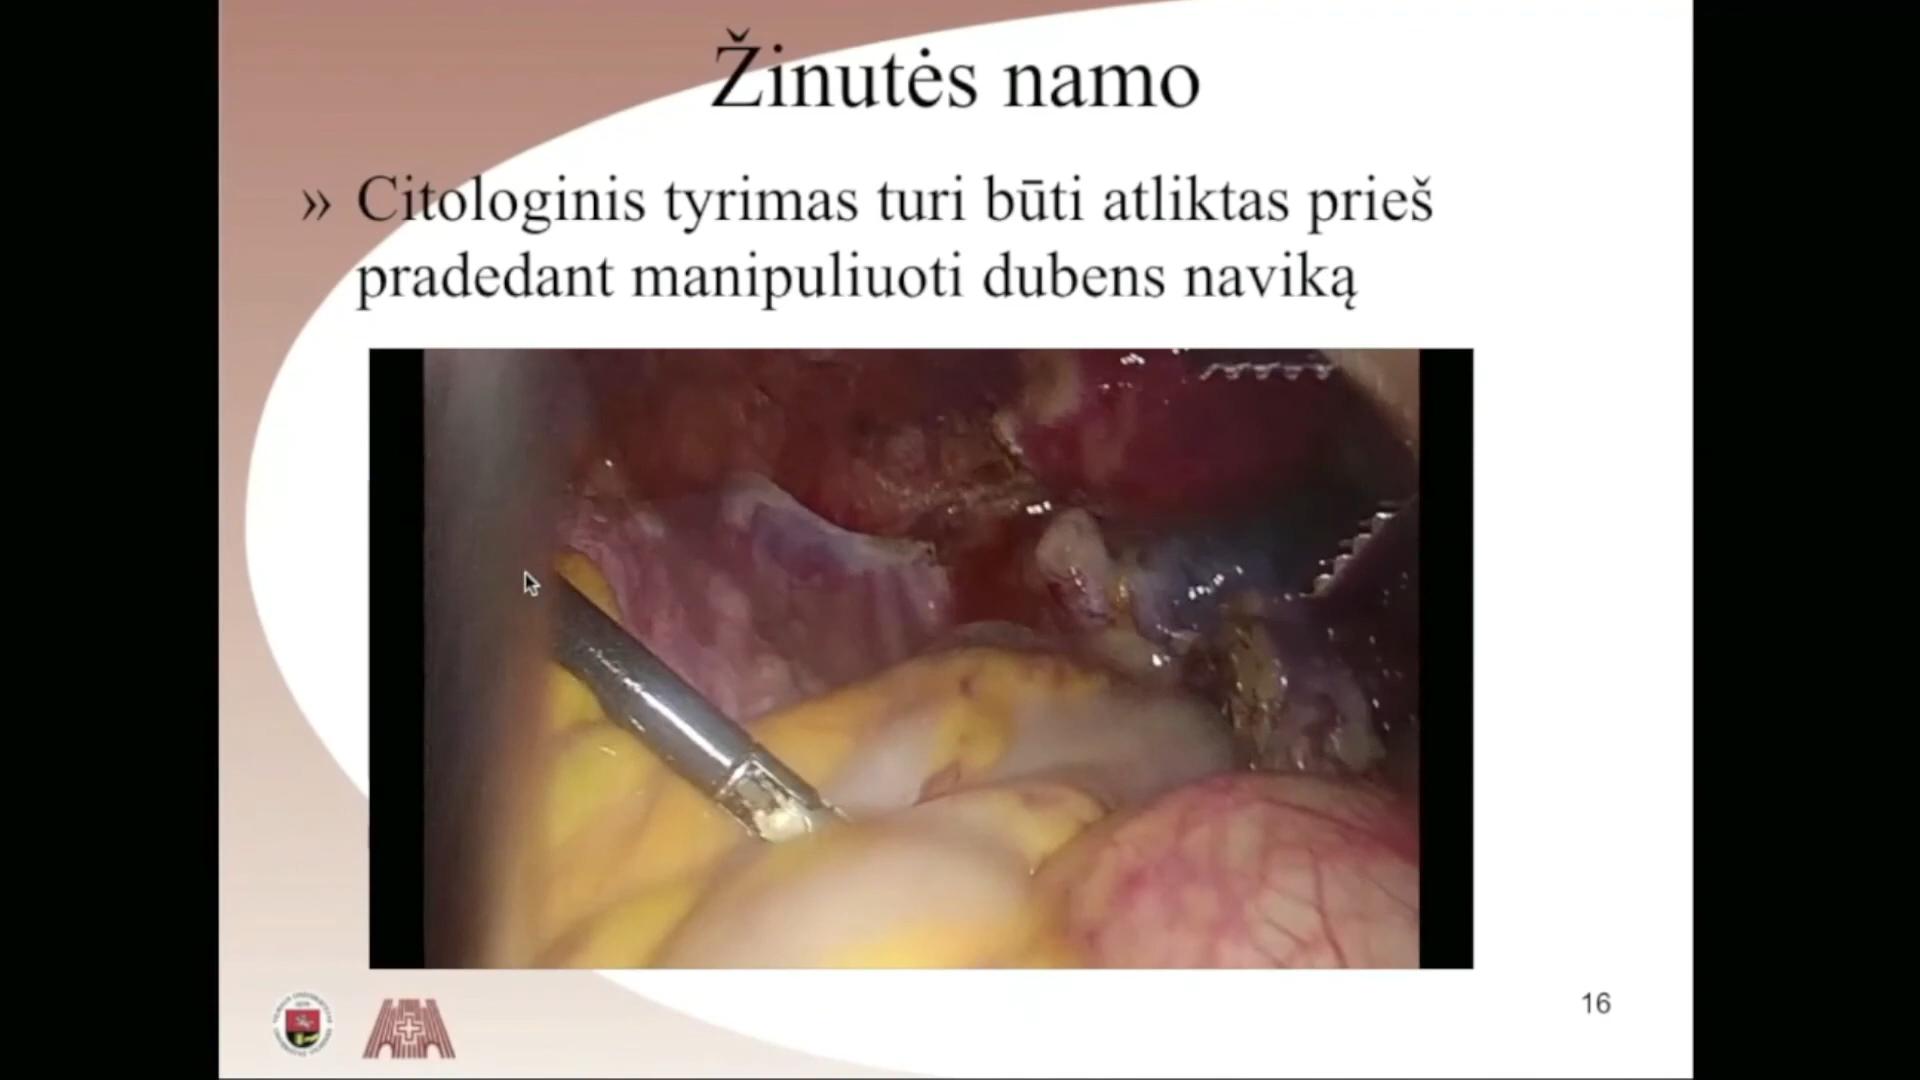 Žinutės namo
» Citologinis tyrimas turi būti atliktas prieš
pradedant manipuliuoti dubens naviką
16